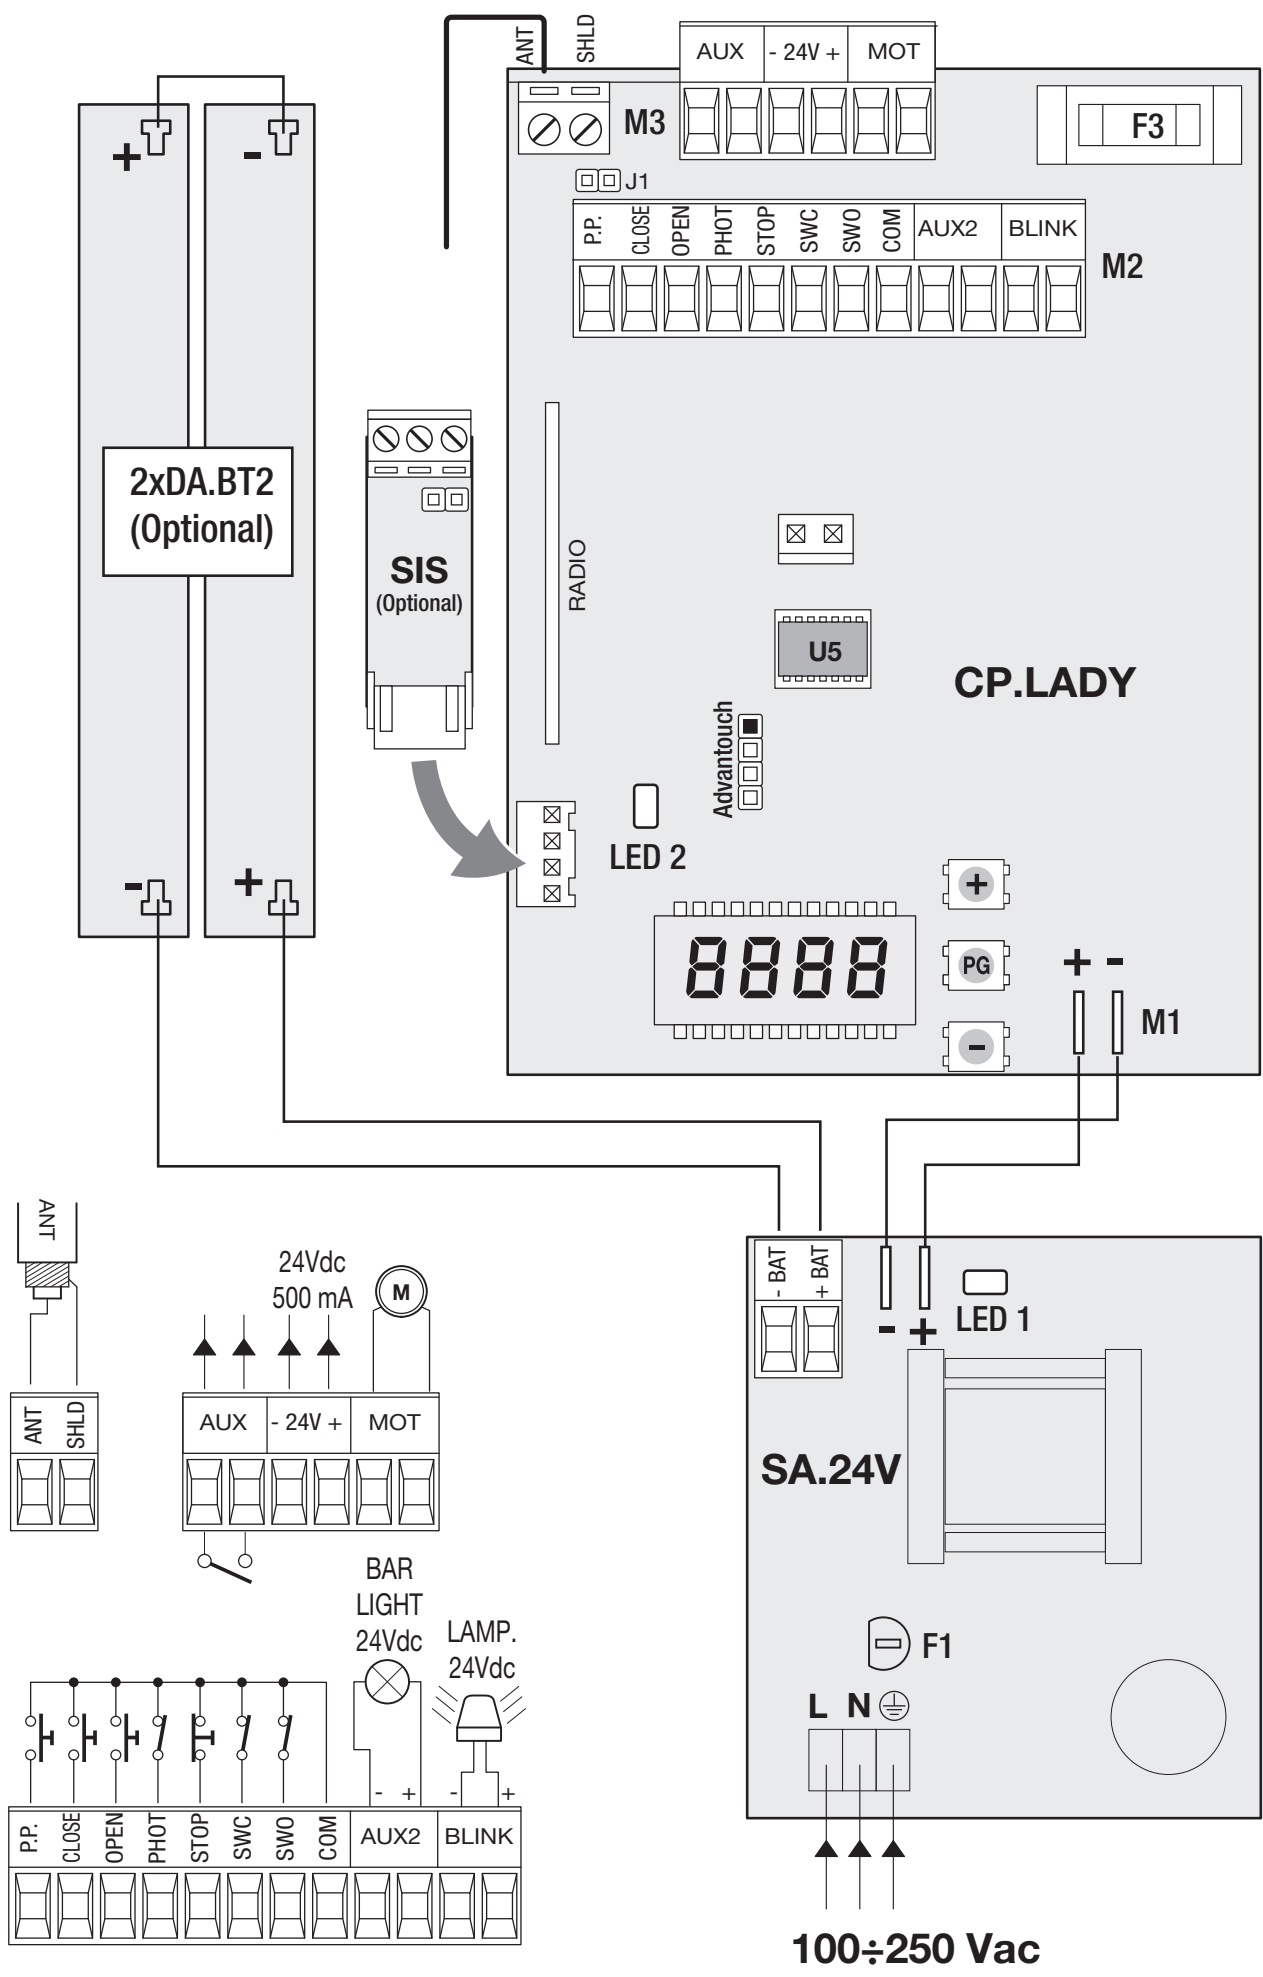 ANT
SHLD
AUX
- 24V +
MOT
M3
F3
J1
P.P.
CLOSE
OPEN
PHOT
STOP
SWC
SWO
COM
AUX2
BLINK
M2
+
-
2xDA.BT2
(Optional)
-
+
SIS
(Optional)
RADIO
U5
CP.LADY
Advantouch
LED 2
8888
+
PG
-
+ -
M1
ANT
ANT
SHLD
24Vdc
500 mA
M
AUX
- 24V +
MOT
BAR
LIGHT
24Vdc
LAMP.
24Vdc
- +
- +
P.P.
CLOSE
OPEN
PHOT
STOP
SWC
SWO
COM
AUX2
BLINK
- BAT
+ BAT
- +
LED 1
SA.24V
F1
L N
100÷250 Vac